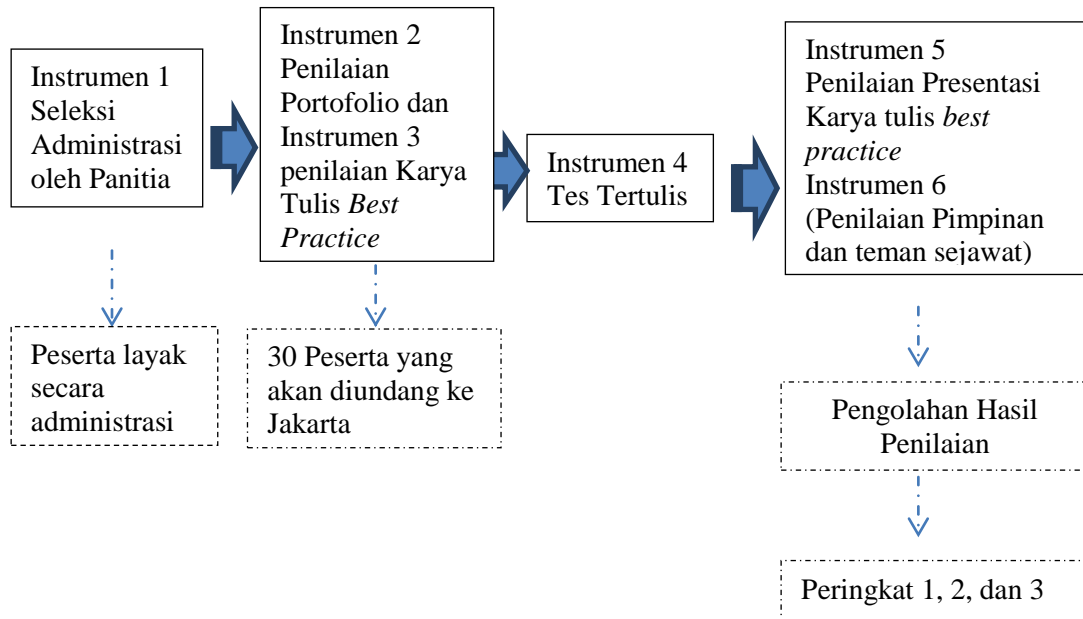 Instrumen 1
Seleksi
Administrasi
oleh Panitia
Instrumen 2
Penilaian
Portofolio dan
Instrumen 3
penilaian Karya
Tulis Best
Practice
Instrumen 4
Tes Tertulis
Instrumen 5
Penilaian Presentasi
Karya tulis best
practice
Instrumen 6
(Penilaian Pimpinan
dan teman sejawat)
Peserta layak
secara
administrasi
30 Peserta yang
akan diundang ke
Jakarta
Pengolahan Hasil
Penilaian
Peringkat 1, 2, dan 3